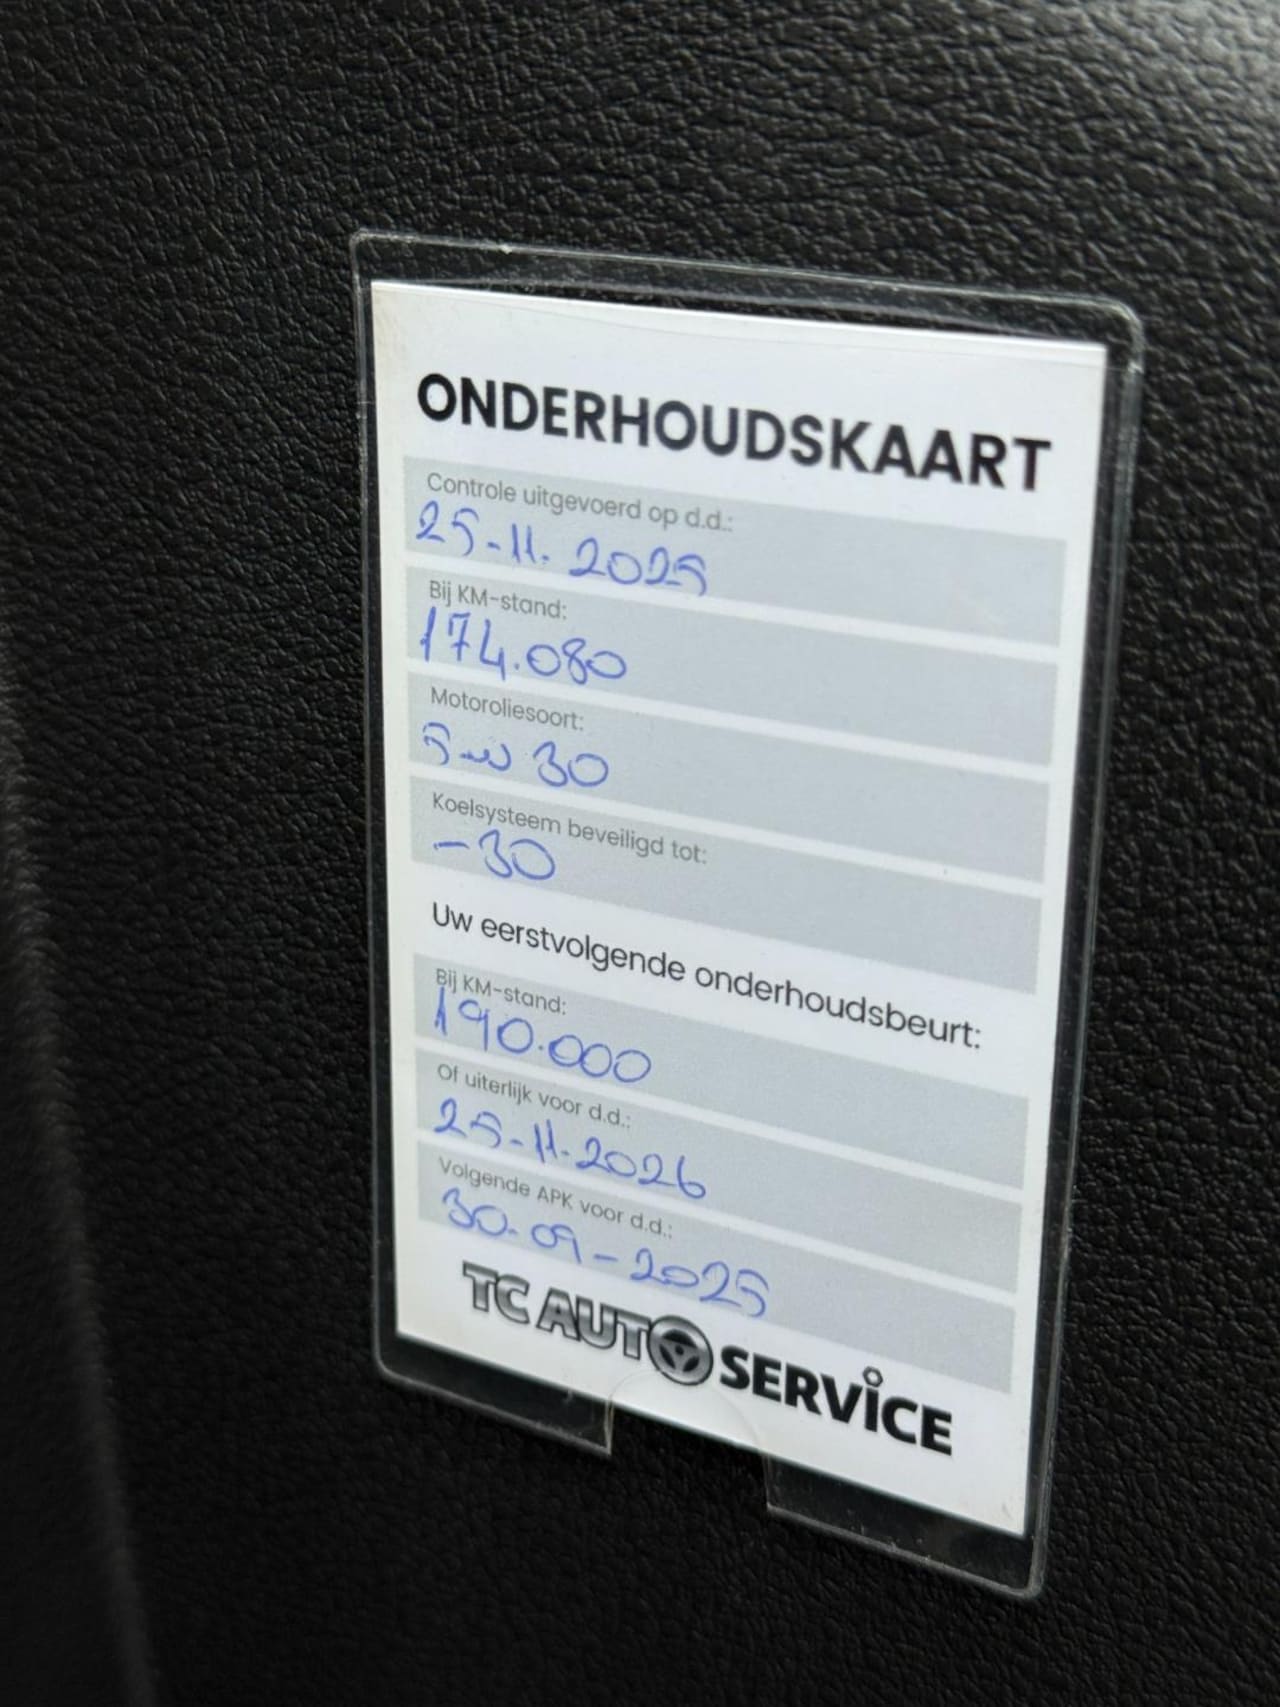 ONDERHOUDSKAART
Controle uitgevoerd op d.d.:
25-11.2025
Bij KM-stand:
174.080
Motoroliesoort:
5-w 30
Koelsysteem beveiligd tot:
-30
Uw eerstvolgende onderhoudsbeurt:
Bij KM-stand:
190.000
Of uiterlijk voor d.d.:
25-11-2026
Volgende APK voor d.d.:
30-09-2025
TC AUTO SERVICE